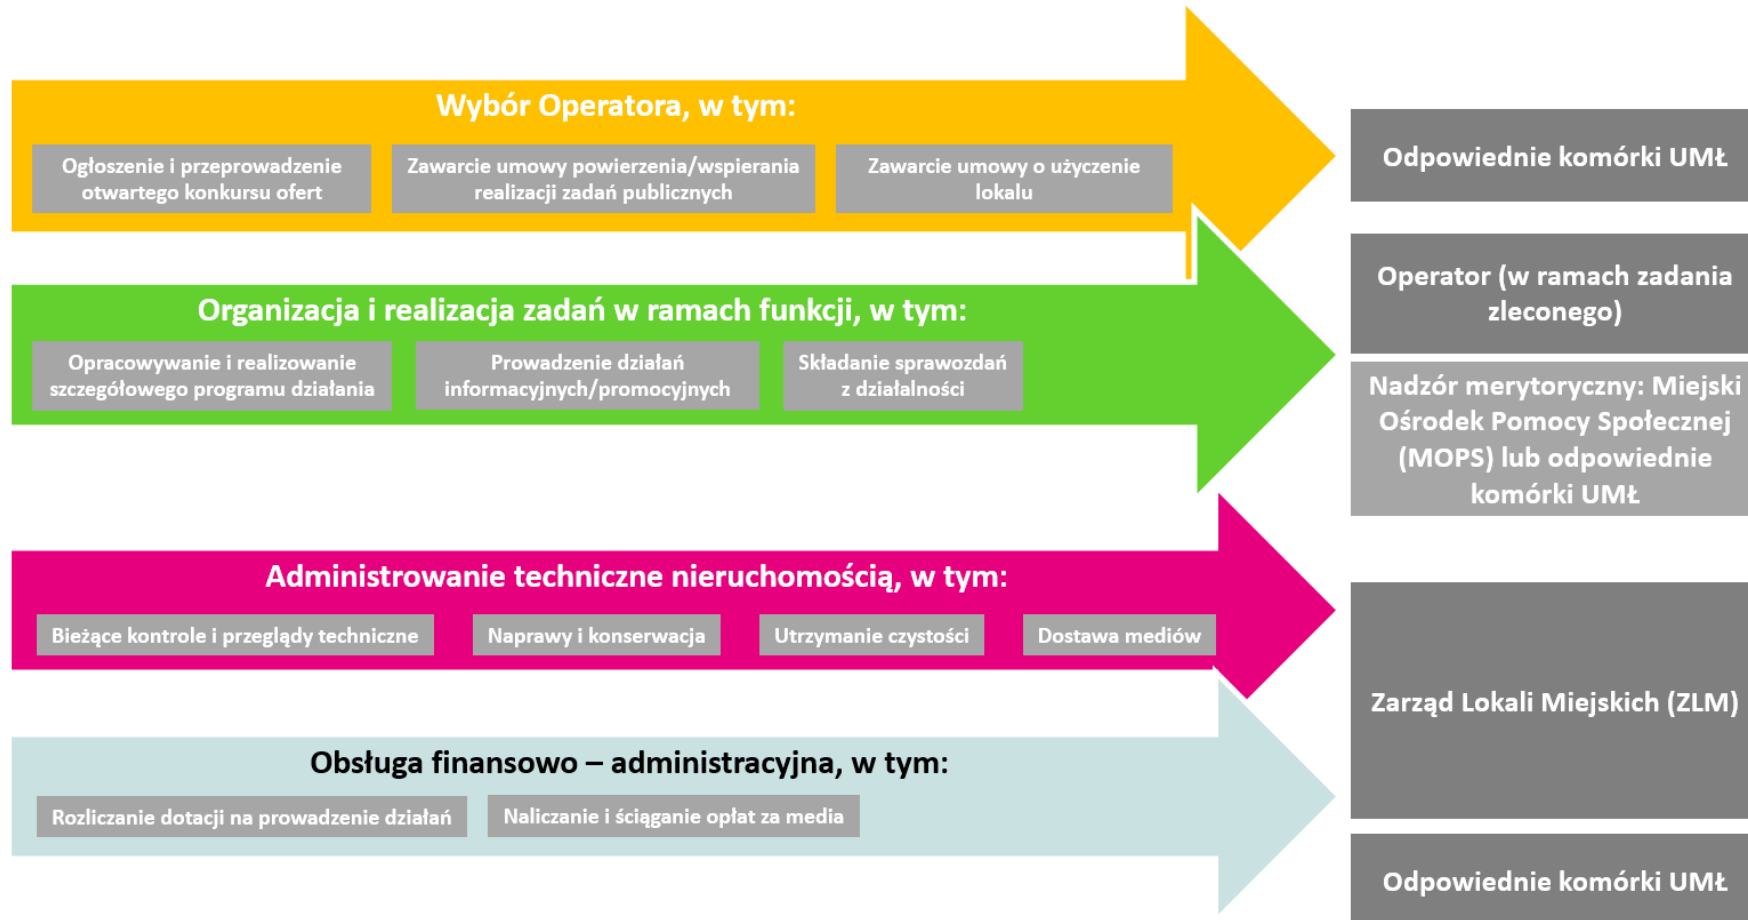 Wybór Operatora, w tym:
Ogłoszenie i przeprowadzenie
otwartego konkursu ofert
Zawarcie umowy powierzenia/wspierania
realizacji zadań publicznych
Zawarcie umowy o użyczenie
lokalu
Odpowiednie komórki UMŁ
Organizacja i realizacja zadań w ramach funkcji, w tym:
Opracowywanie i realizowanie
szczegółowego programu działania
Prowadzenie działań
informacyjnych/promocyjnych
Składanie sprawozdań
z działalności
Operator (w ramach zadania
zleconego)
Nadzór merytoryczny: Miejski
Ośrodek Pomocy Społecznej
(MOPS) lub odpowiednie
komórki UMŁ
Administrowanie techniczne nieruchomością, w tym:
Bieżące kontrole i przeglądy techniczne
Naprawy i konserwacja
Utrzymanie czystości
Dostawa mediów
Zarząd Lokali Miejskich (ZLM)
Obsługa finansowo – administracyjna, w tym:
Rozliczanie dotacji na prowadzenie działań
Naliczanie i ściąganie opłat za media
Odpowiednie komórki UMŁ